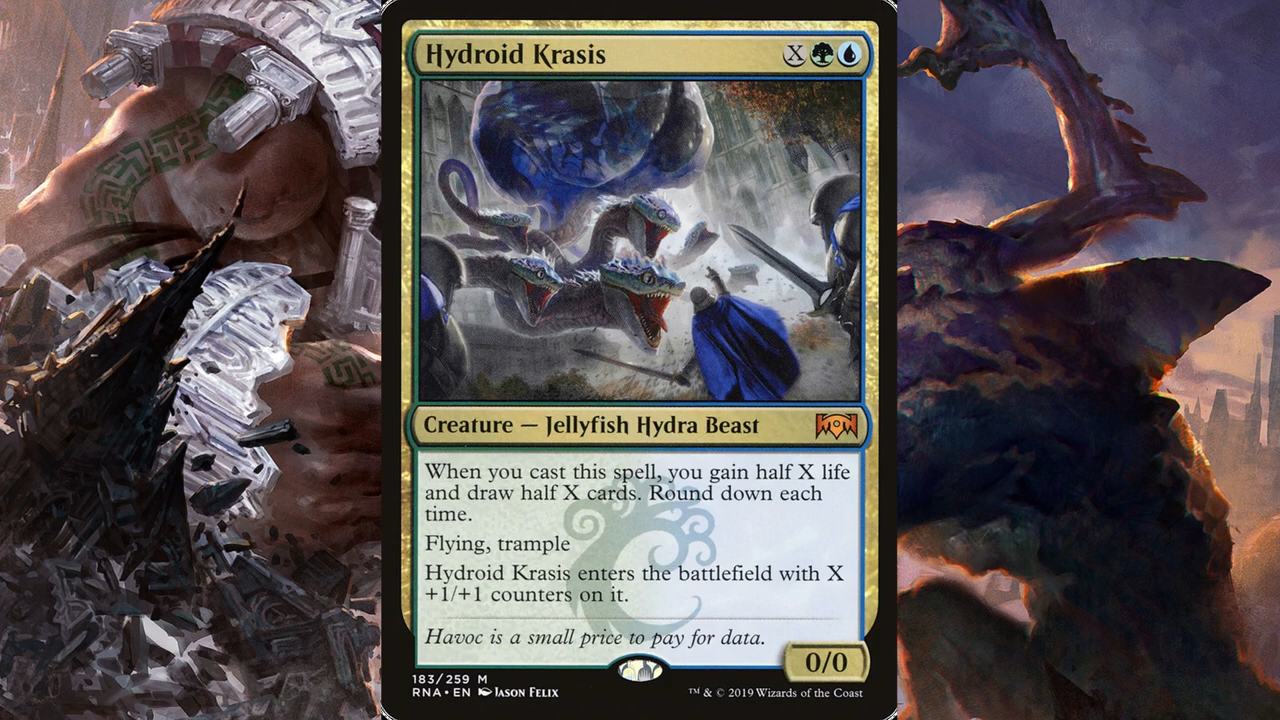 Hydroid Krasis X
Creature — Jellyfish Hydra Beast
When you cast this spell, you gain half X life
and draw half X cards. Round down each
time.
Flying, trample
Hydroid Krasis enters the battlefield with X
+1/+1 counters on it.
Havoc is a small price to pay for data.
0/0
183/259 M
RNA • EN Jason Felix
™ & © 2019 Wizards of the Coast